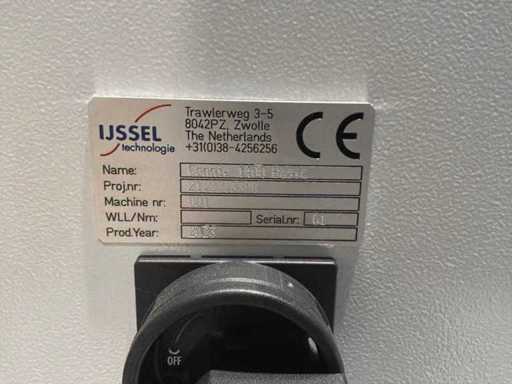 IJSSEL
technologie
Trawlerweg 3-5
8042PZ, Zwolle
The Netherlands
+31(0)38-4256256
CE
Name:
Proj.nr:
Machine nr:
WLL/Nm: Serial.nr: 01
Prod.Year:
OFF